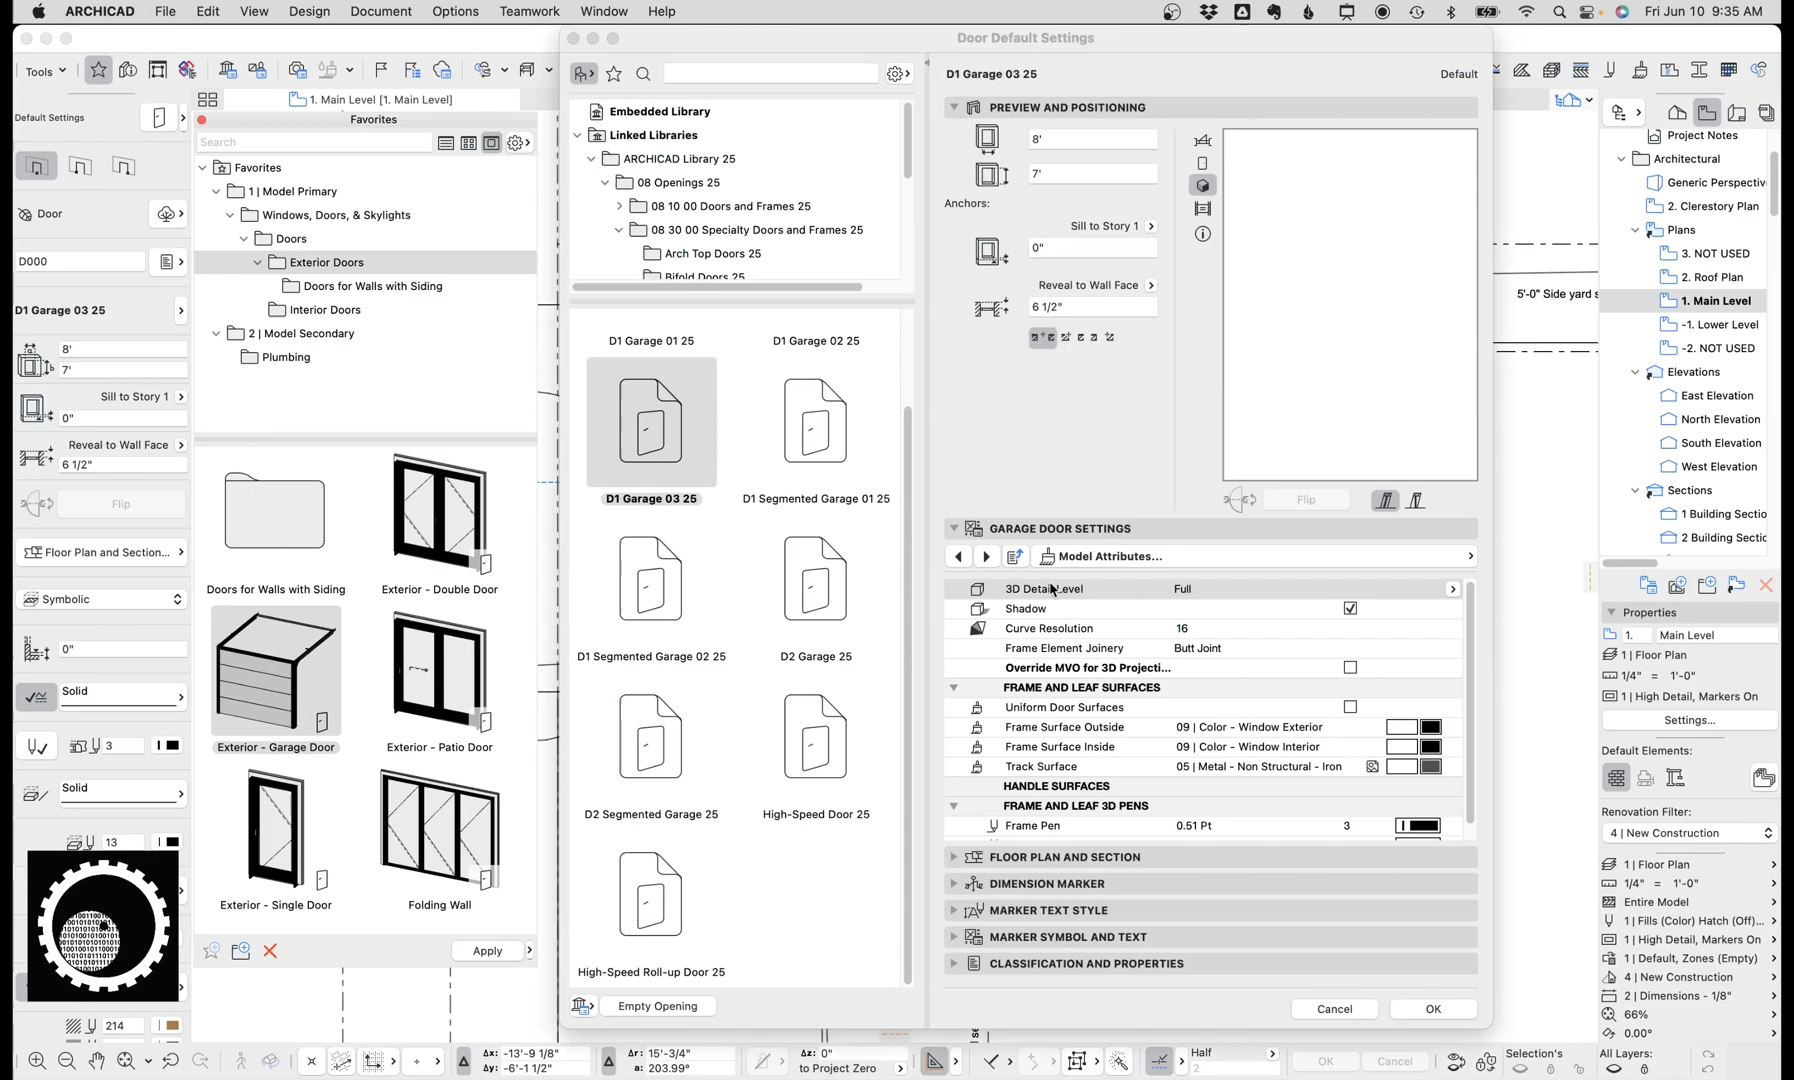 ARCHICAD File Edit View Design Document Options Teamwork Window Help
Fri Jun 10 9:35 AM
Door Default Settings
Tools
1. Main Level [1. Main Level]
Default Settings
Door
D000
D1 Garage 03 25
8'
7'
Sill to Story 1
0"
Reveal to Wall Face
6 1/2"
Flip
Floor Plan and Section...
Symbolic
0"
Solid
3
Solid
13
214
Favorites
Search
Favorites
1 | Model Primary
Windows, Doors, & Skylights
Doors
Exterior Doors
Doors for Walls with Siding
Interior Doors
2 | Model Secondary
Plumbing
Doors for Walls with Siding
Exterior - Double Door
Exterior - Garage Door
Exterior - Patio Door
Exterior - Single Door
Folding Wall
Apply
Embedded Library
Linked Libraries
ARCHICAD Library 25
08 Openings 25
08 10 00 Doors and Frames 25
08 30 00 Specialty Doors and Frames 25
Arch Top Doors 25
Bifold Doors 25
D1 Garage 01 25
D1 Garage 02 25
D1 Garage 03 25
D1 Segmented Garage 01 25
D1 Segmented Garage 02 25
D2 Garage 25
D2 Segmented Garage 25
High-Speed Door 25
High-Speed Roll-up Door 25
Empty Opening
D1 Garage 03 25
Default
PREVIEW AND POSITIONING
8'
7'
Anchors:
Sill to Story 1
0"
Reveal to Wall Face
6 1/2"
Flip
GARAGE DOOR SETTINGS
Model Attributes...
3D Detail Level Full
Shadow
Curve Resolution 16
Frame Element Joinery Butt Joint
Override MVO for 3D Projecti...
FRAME AND LEAF SURFACES
Uniform Door Surfaces
Frame Surface Outside 09 | Color - Window Exterior
Frame Surface Inside 09 | Color - Window Interior
Track Surface 05 | Metal - Non Structural - Iron
HANDLE SURFACES
FRAME AND LEAF 3D PENS
Frame Pen 0.51 Pt 3
FLOOR PLAN AND SECTION
DIMENSION MARKER
MARKER TEXT STYLE
MARKER SYMBOL AND TEXT
CLASSIFICATION AND PROPERTIES
Cancel
OK
5'-0" Side yard s
Project Notes
Architectural
Generic Perspectiv
2. Clerestory Plan
Plans
3. NOT USED
2. Roof Plan
1. Main Level
-1. Lower Level
-2. NOT USED
Elevations
East Elevation
North Elevation
South Elevation
West Elevation
Sections
1 Building Sectio
2 Building Sectio
Properties
1. Main Level
1 | Floor Plan
1/4" = 1'-0"
1 | High Detail, Markers On
Settings...
Default Elements:
Renovation Filter:
4 | New Construction
1 | Floor Plan
1/4" = 1'-0"
Entire Model
1 | Fills (Color) Hatch (Off)...
1 | High Detail, Markers On
1 | Default, Zones (Empty)
4 | New Construction
2 | Dimensions - 1/8"
66%
0.00°
Δx: -13'-9 1/8"
Δy: -6'-1 1/2"
Δr: 15'-3/4"
a: 203.99°
Δz: 0"
to Project Zero
Half
2
OK
Cancel
Selection's
All Layers: